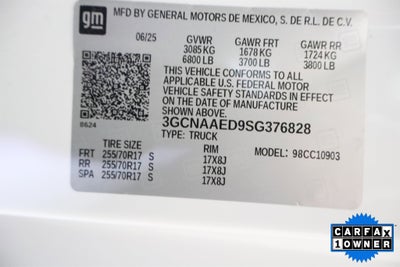 gm
MFD BY GENERAL MOTORS DE MEXICO, S. DE R.L. DE C.V.
06/25 GVWR GAWR FRT GAWR RR
3085 KG 1678 KG 1724 KG
6800 LB 3700 LB 3800 LB
THIS VEHICLE CONFORMS TO ALL
APPLICABLE U.S. FEDERAL MOTOR
VEHICLE SAFETY STANDARDS IN EFFECT ON
THE DATE OF MANUFACTURE SHOWN ABOVE.
8624
3GCNAAED9SG376828
TYPE: TRUCK
TIRE SIZE RIM MODEL: 98CC10903
FRT 255/70R17 S 17X8J
RR 255/70R17 S 17X8J
SPA 255/70R17 S 17X8J
CARFAX
1 OWNER